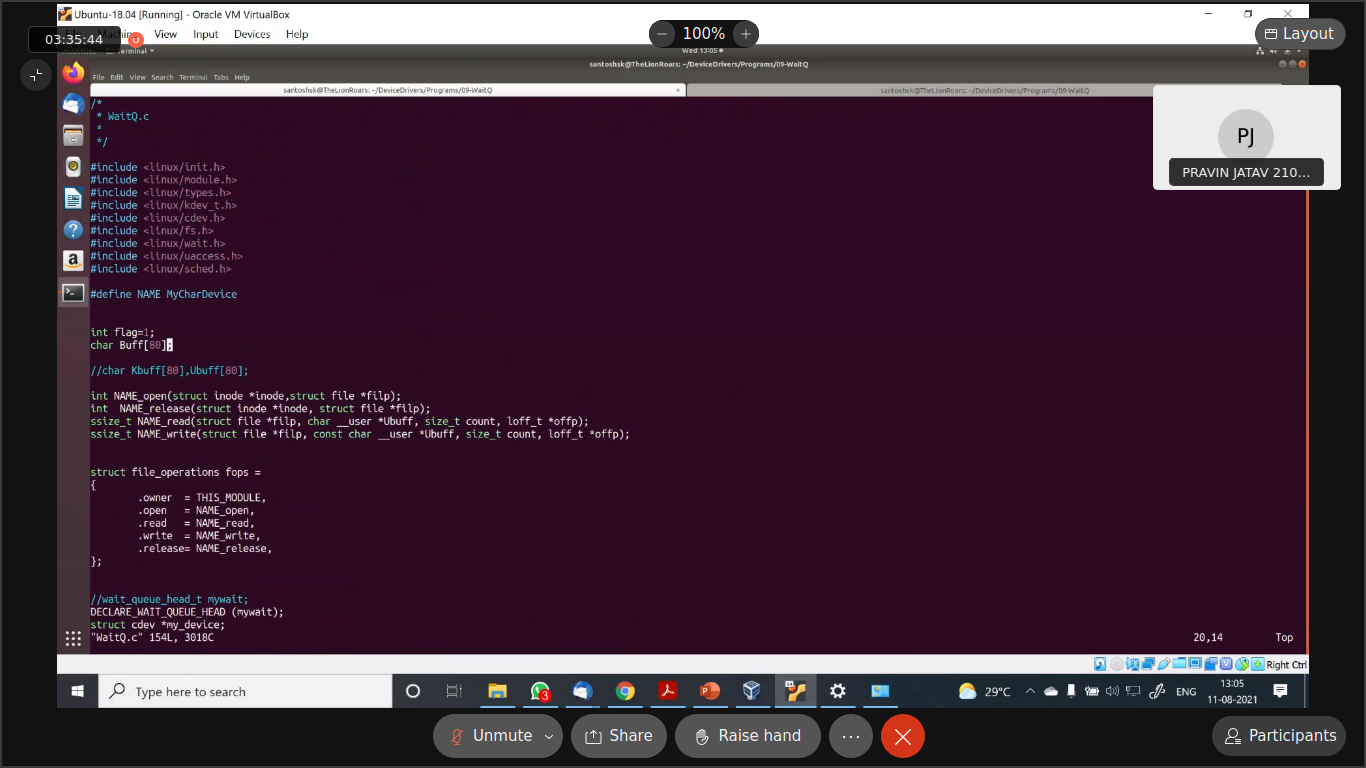 Ubuntu-18.04 [Running] - Oracle VM VirtualBox
Machine View Input Devices Help
03:35:44
100%
Layout
Terminal
Wed 13:05
santoshsk@TheLionRoars: ~/DeviceDrivers/Programs/09-WaitQ
File Edit View Search Terminal Tabs Help
santoshsk@TheLionRoars: ~/DeviceDrivers/Programs/09-WaitQ × santoshsk@TheLionRoars: ~/DeviceDrivers/Programs/09-WaitQ
PJ
PRAVIN JATAV 210...
/*
* WaitQ.c
*
*/
#include <linux/init.h>
#include <linux/module.h>
#include <linux/types.h>
#include <linux/kdev_t.h>
#include <linux/cdev.h>
#include <linux/fs.h>
#include <linux/wait.h>
#include <linux/uaccess.h>
#include <linux/sched.h>
#define NAME MyCharDevice
int flag=1;
char Buff[80];
//char Kbuff[80],Ubuff[80];
int NAME_open(struct inode *inode,struct file *filp);
int  NAME_release(struct inode *inode, struct file *filp);
ssize_t NAME_read(struct file *filp, char __user *Ubuff, size_t count, loff_t *offp);
ssize_t NAME_write(struct file *filp, const char __user *Ubuff, size_t count, loff_t *offp);
struct file_operations fops =
{
.owner  = THIS_MODULE,
.open   = NAME_open,
.read   = NAME_read,
.write  = NAME_write,
.release= NAME_release,
};
//wait_queue_head_t mywait;
DECLARE_WAIT_QUEUE_HEAD (mywait);
struct cdev *my_device;
"WaitQ.c" 154L, 3018C 20,14 Top
Right Ctrl
Type here to search
3
29°C
ENG
13:05
11-08-2021
Unmute
Share
Raise hand
Participants